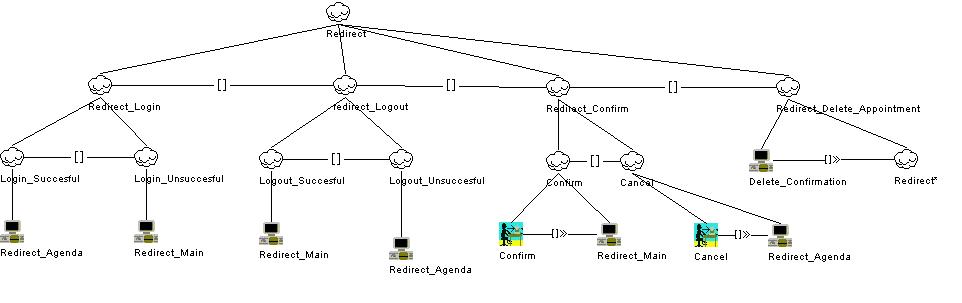 Redirect
[]
[]
[]
Redirect_Login
redirect_Logout
Redirect_Confirm
Redirect_Delete_Appointment
[]
[]
[]
[]»
Login_Succesful
Login_Unsuccesful
Logout_Succesful
Logout_Unsuccesful
Confirm
Cancel
Delete_Confirmation
Redirect*
[]»
[]»
Redirect_Agenda
Redirect_Main
Redirect_Main
Redirect_Agenda
Confirm
Redirect_Main
Cancel
Redirect_Agenda